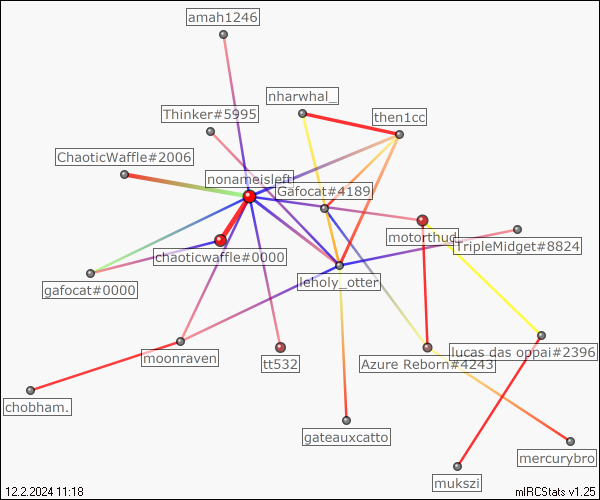 amah1246
nharwhal_
Thinker#5995
then1cc
ChaoticWaffle#2006
nonameisleft
Gafocat#4189
motorthud
TripleMidget#8824
chaoticwaffle#0000
gafocat#0000
leholy_otter
moonraven
tt532
Azure Reborn#4243
lucas das oppai#2396
chobham.
gateauxcatto
mercurybro
mukszi
12.2.2024 11:18
mIRCStats v1.25